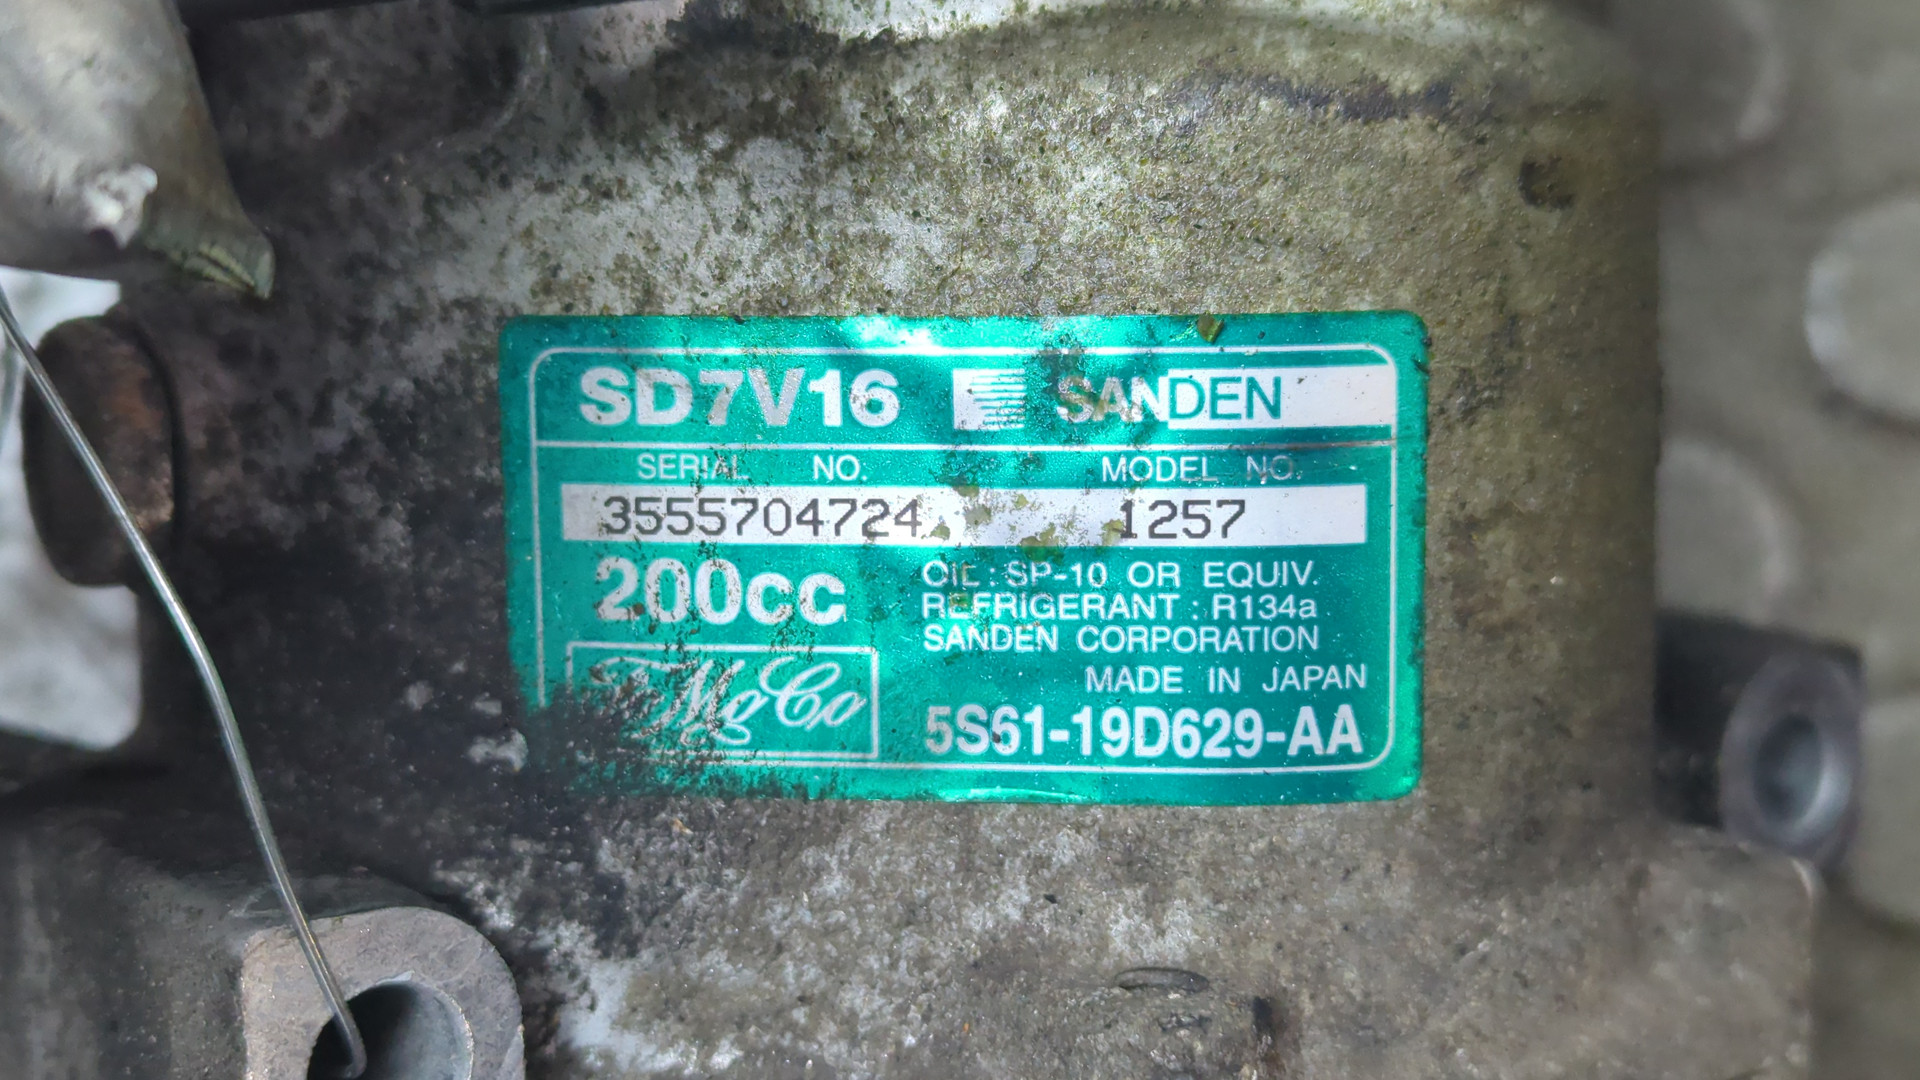 SD7V16 SANDEN
SERIAL NO. MODEL NO.
3555704724 1257
200cc
OIL : SP-10 OR EQUIV.
REFRIGERANT : R134a
SANDEN CORPORATION
MADE IN JAPAN
FoMoCo
5S61-19D629-AA